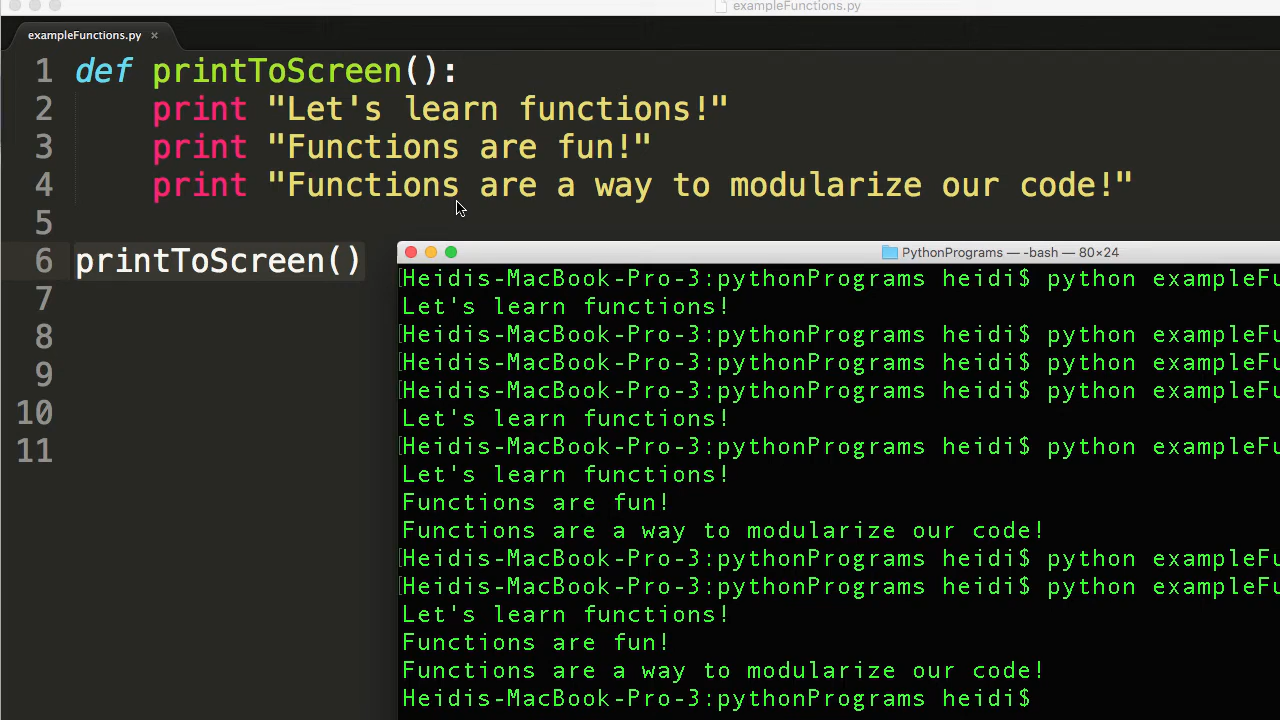 exampleFunctions.py
exampleFunctions.py ×
1 def printToScreen():
2 print "Let's learn functions!"
3 print "Functions are fun!"
4 print "Functions are a way to modularize our code!"
5
6 printToScreen()
7
8
9
10
11
PythonPrograms — -bash — 80×24
Heidis-MacBook-Pro-3:pythonPrograms heidi$ python exampleFu
Let's learn functions!
Heidis-MacBook-Pro-3:pythonPrograms heidi$ python exampleFu
Heidis-MacBook-Pro-3:pythonPrograms heidi$ python exampleFu
Heidis-MacBook-Pro-3:pythonPrograms heidi$ python exampleFu
Let's learn functions!
Heidis-MacBook-Pro-3:pythonPrograms heidi$ python exampleFu
Let's learn functions!
Functions are fun!
Functions are a way to modularize our code!
Heidis-MacBook-Pro-3:pythonPrograms heidi$ python exampleFu
Heidis-MacBook-Pro-3:pythonPrograms heidi$ python exampleFu
Let's learn functions!
Functions are fun!
Functions are a way to modularize our code!
Heidis-MacBook-Pro-3:pythonPrograms heidi$